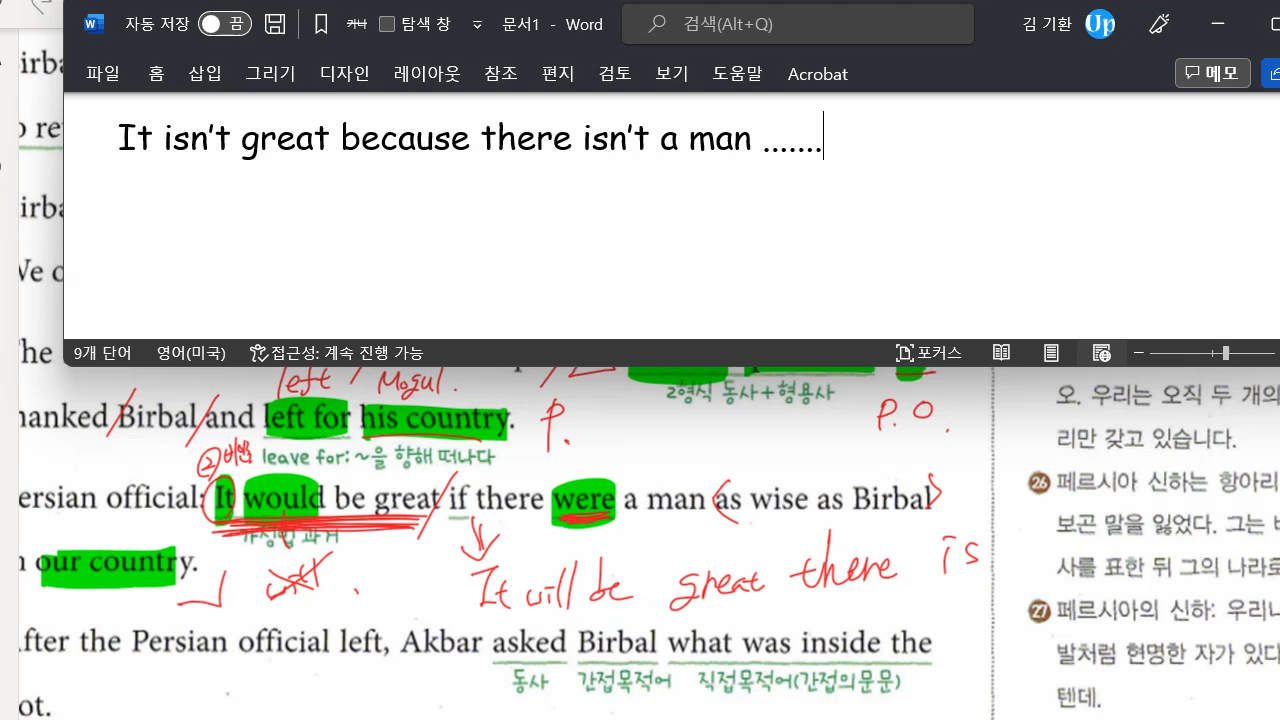 자동 저장 끔 가나 탐색 창 문서1 - Word 검색(Alt+Q) 김 기환 Up
파일 홈 삽입 그리기 디자인 레이아웃 참조 편지 검토 보기 도움말 Acrobat 메모
It isn't great because there isn't a man .......
9개 단어 영어(미국) 접근성: 계속 진행 가능 포커스
left Mogul.
2형식 동사+형용사
anked Birbal and left for his country.
P. P.O.
leave for: ~을 향해 떠나다
ersian official: It would be great if there were a man as wise as Birbal
가정법 과거
our country.
will
It will be great there is
fter the Persian official left, Akbar asked Birbal what was inside the
동사 간접목적어 직접목적어(간접의문문)
ot.
오. 우리는 오직 두 개의
리만 갖고 있습니다.
26 페르시아 신하는 항아리
보곤 말을 잃었다. 그는
사를 표한 뒤 그의 나라로
27 페르시아의 신하: 우리
발처럼 현명한 자가 있다
텐데.